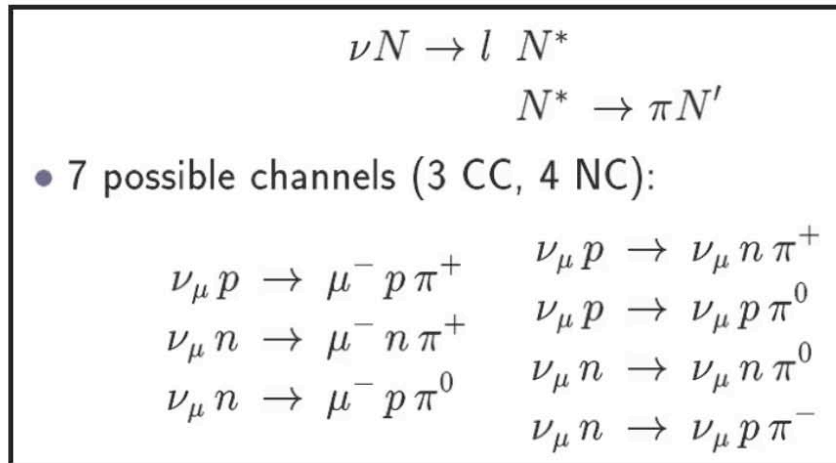 νN → l N*
N* → πN′
• 7 possible channels (3 CC, 4 NC):
ν_μ p → μ⁻ p π⁺
ν_μ n → μ⁻ n π⁺
ν_μ n → μ⁻ p π⁰
ν_μ p → ν_μ n π⁺
ν_μ p → ν_μ p π⁰
ν_μ n → ν_μ n π⁰
ν_μ n → ν_μ p π⁻